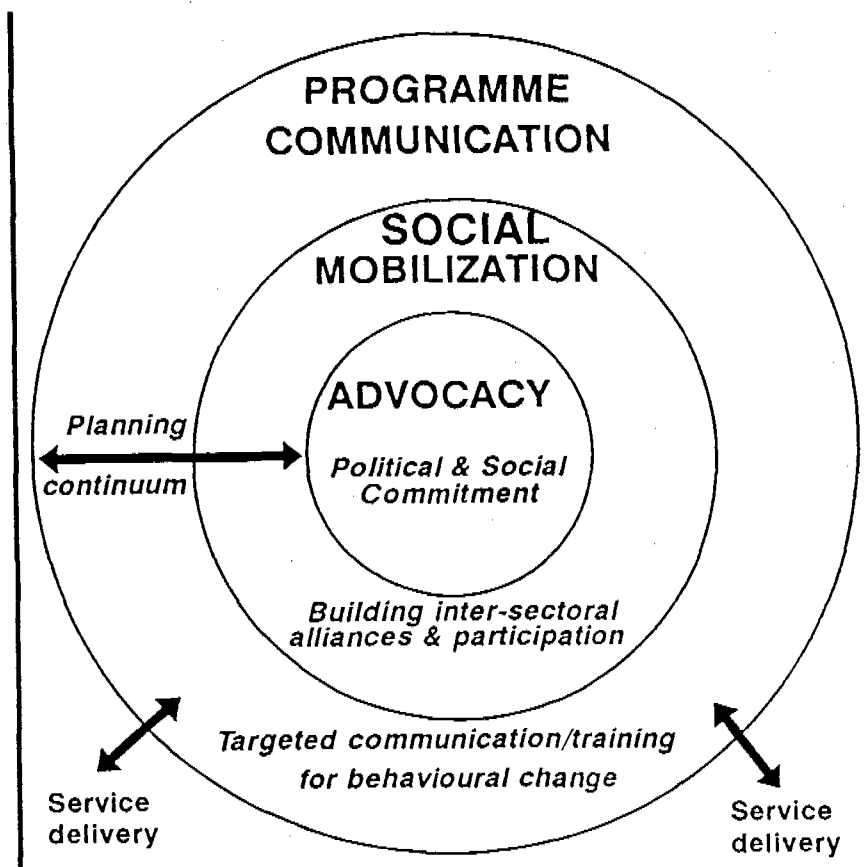 PROGRAMME
COMMUNICATION
SOCIAL
MOBILIZATION
ADVOCACY
Planning
continuum
Political & Social
Commitment
Building inter-sectoral
alliances & participation
Targeted communication/training
for behavioural change
Service
delivery
Service
delivery